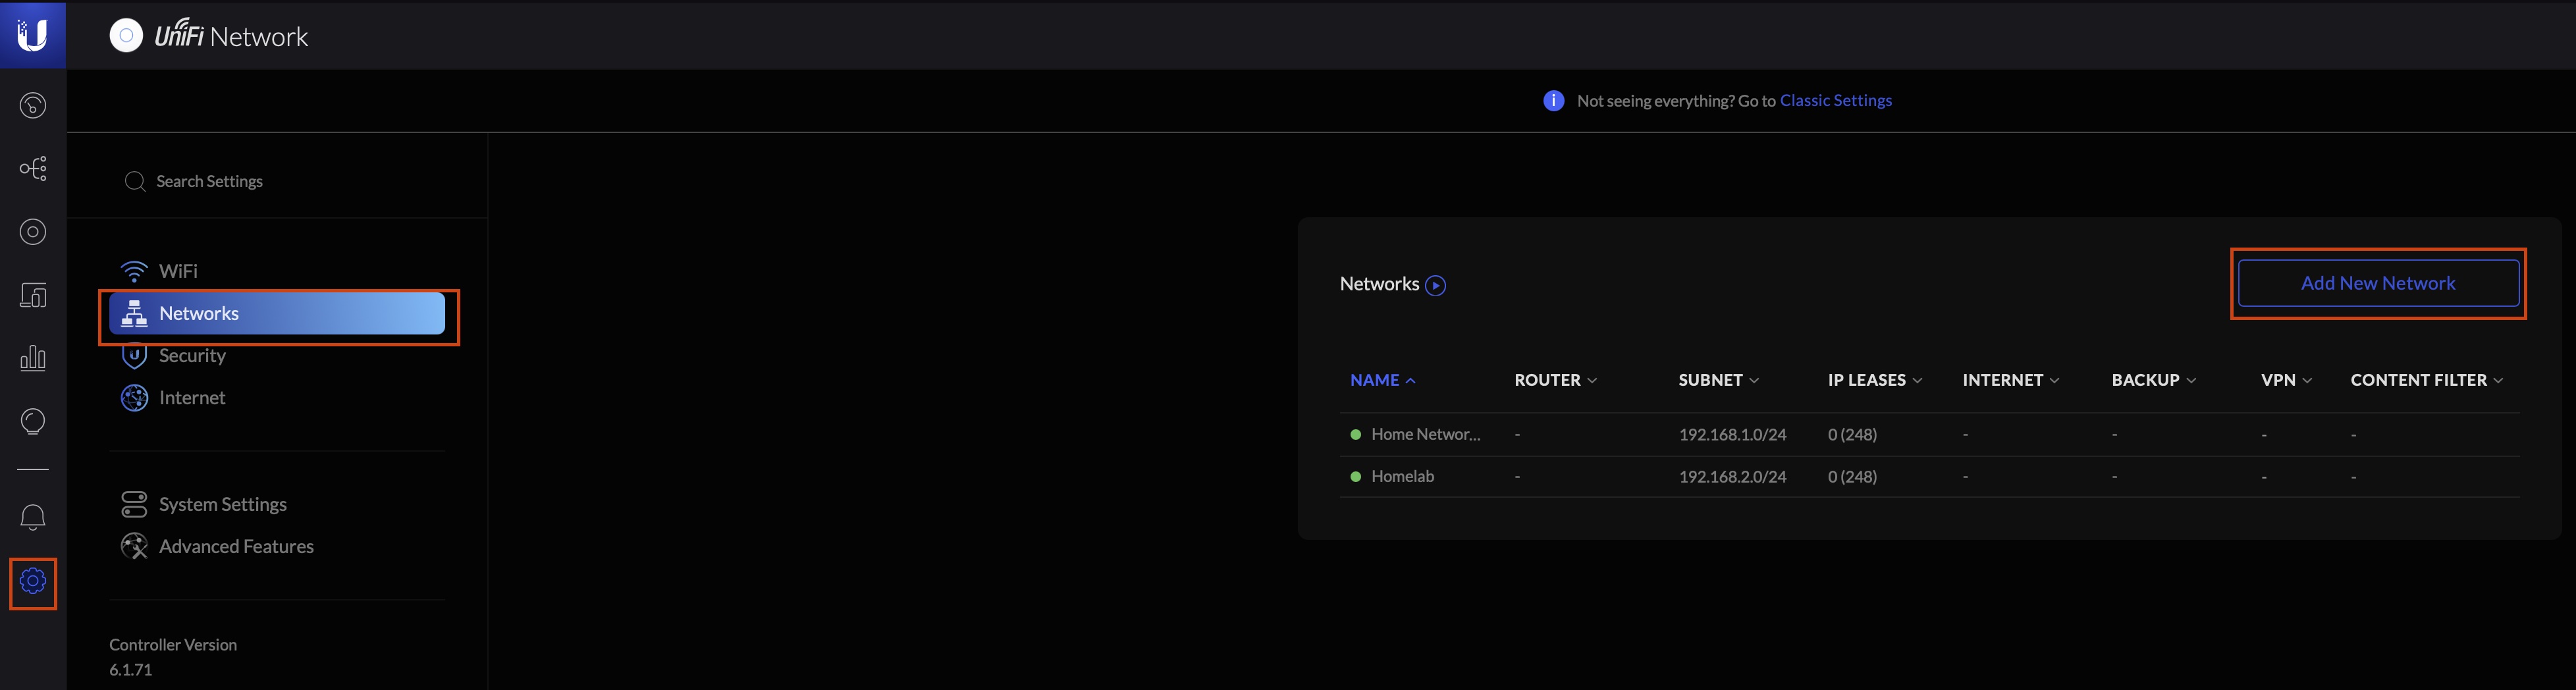 UniFi Network
Not seeing everything? Go to Classic Settings
Search Settings
WiFi
Networks
Security
Internet
System Settings
Advanced Features
Controller Version
6.1.71
Networks
Add New Network
NAME ROUTER SUBNET IP LEASES INTERNET BACKUP VPN CONTENT FILTER
Home Networ... - 192.168.1.0/24 0 (248) - - - -
Homelab - 192.168.2.0/24 0 (248) - - - -